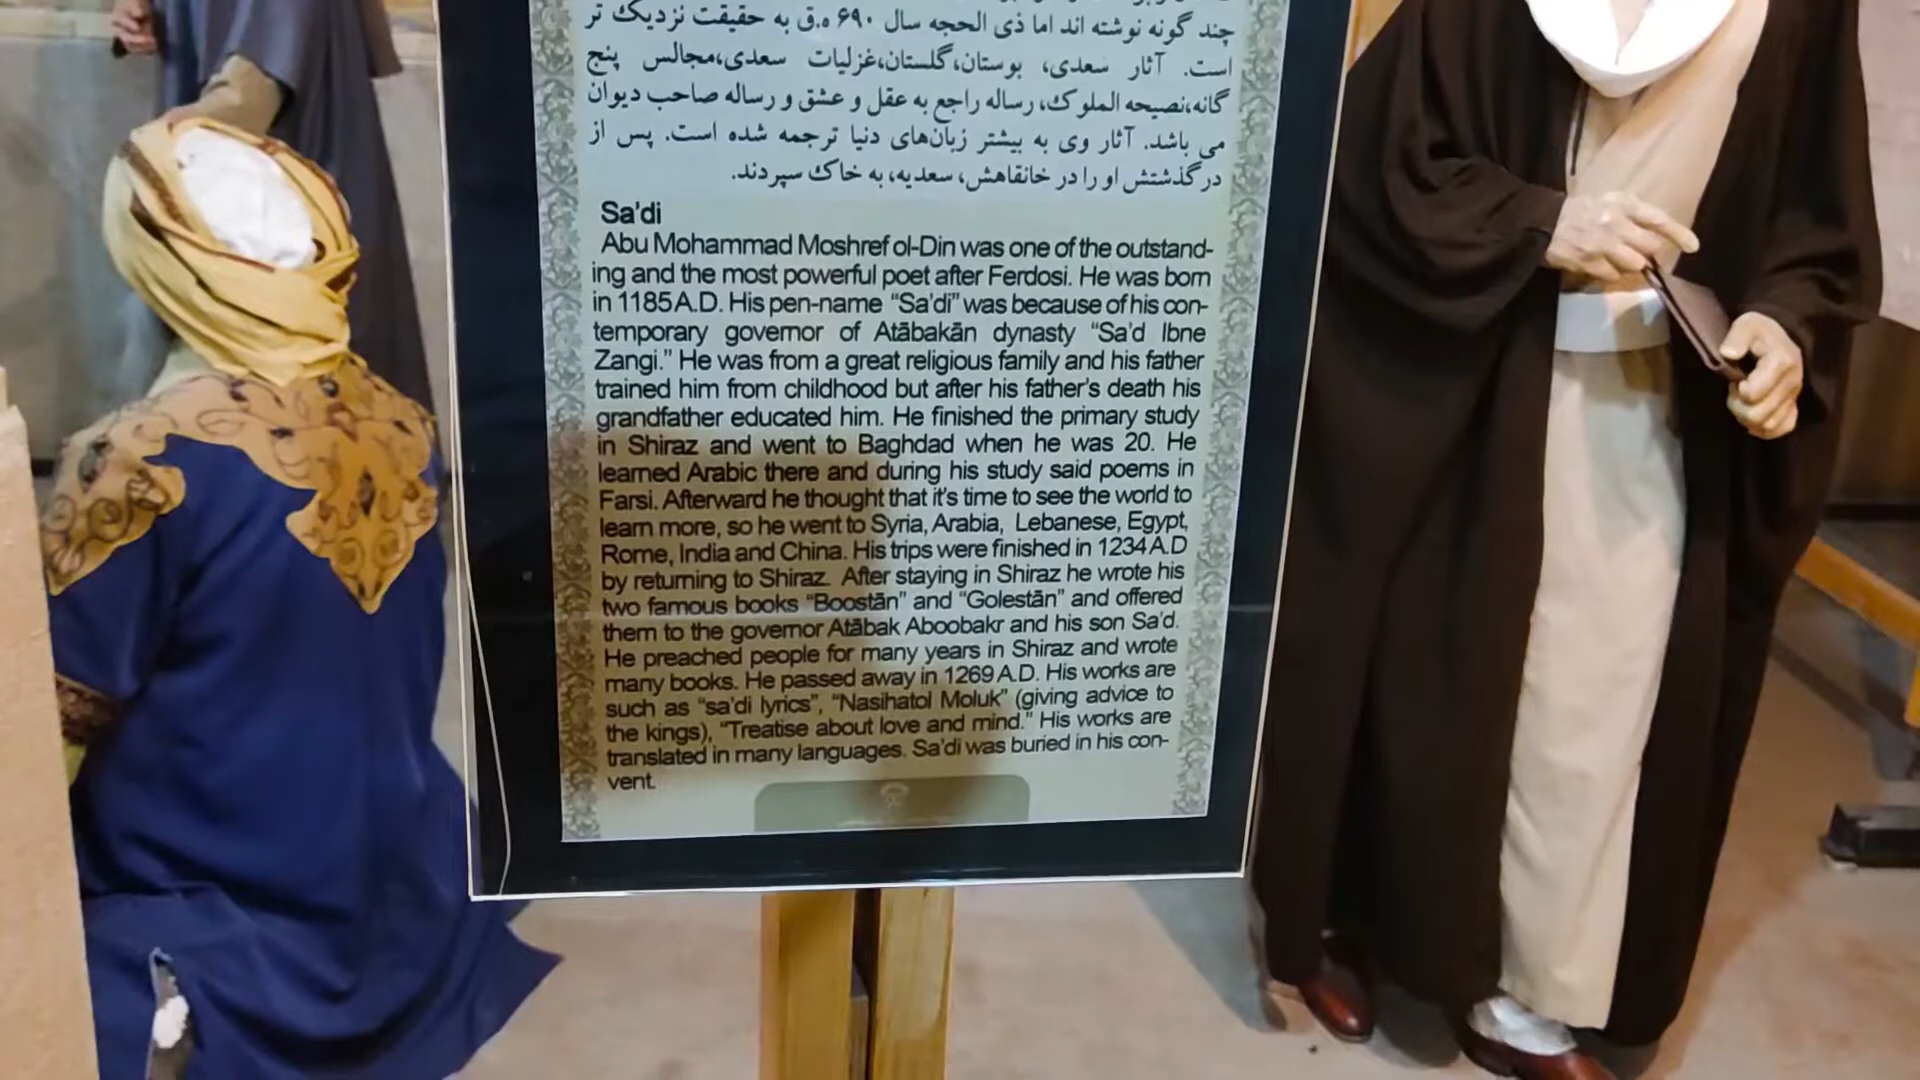 چند گونه نوشته اند اما ذی الحجه سال ۶۹۰ ه.ق به حقیقت نزدیک تر
است. آثار سعدی، بوستان،گلستان،غزلیات سعدی،مجالس پنج
گانه،نصیحه الملوک، رساله راجع به عقل و عشق و رساله صاحب دیوان
می باشد. آثار وی به بیشتر زبان‌های دنیا ترجمه شده است. پس از
درگذشتش او را در خانقاهش، سعدیه، به خاک سپردند.
Sa'di
Abu Mohammad Moshref ol-Din was one of the outstand-
ing and the most powerful poet after Ferdosi. He was born
in 1185 A.D. His pen-name “Sa'di” was because of his con-
temporary governor of Atābakān dynasty “Sa'd Ibne
Zangi.” He was from a great religious family and his father
trained him from childhood but after his father's death his
grandfather educated him. He finished the primary study
in Shiraz and went to Baghdad when he was 20. He
learned Arabic there and during his study said poems in
Farsi. Afterward he thought that it's time to see the world to
learn more, so he went to Syria, Arabia, Lebanese, Egypt,
Rome, India and China. His trips were finished in 1234 A.D
by returning to Shiraz. After staying in Shiraz he wrote his
two famous books “Boostān” and “Golestān” and offered
them to the governor Atābak Aboobakr and his son Sa'd.
He preached people for many years in Shiraz and wrote
many books. He passed away in 1269 A.D. His works are
such as “sa'di lyrics”, “Nasihatol Moluk” (giving advice to
the kings), “Treatise about love and mind.” His works are
translated in many languages. Sa'di was buried in his con-
vent.